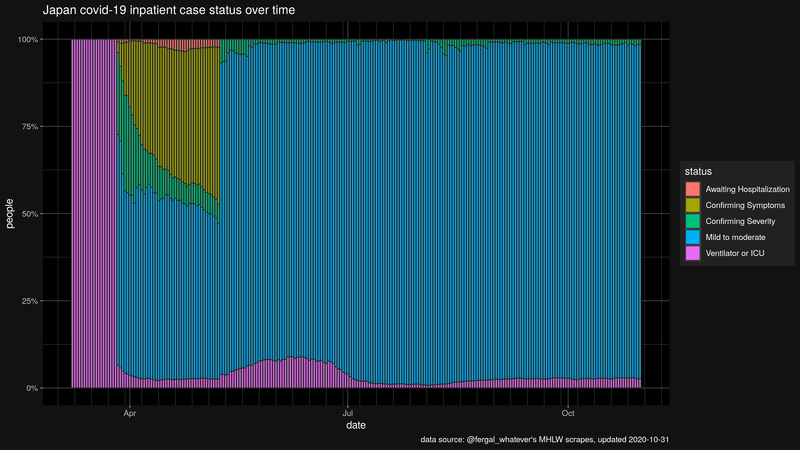 Japan covid-19 inpatient case status over time
100%
75%
50%
25%
0%
people
Apr
Jul
Oct
date
status
Awaiting Hospitalization
Confirming Symptoms
Confirming Severity
Mild to moderate
Ventilator or ICU
data source: @fergal_whatever's MHLW scrapes, updated 2020-10-31